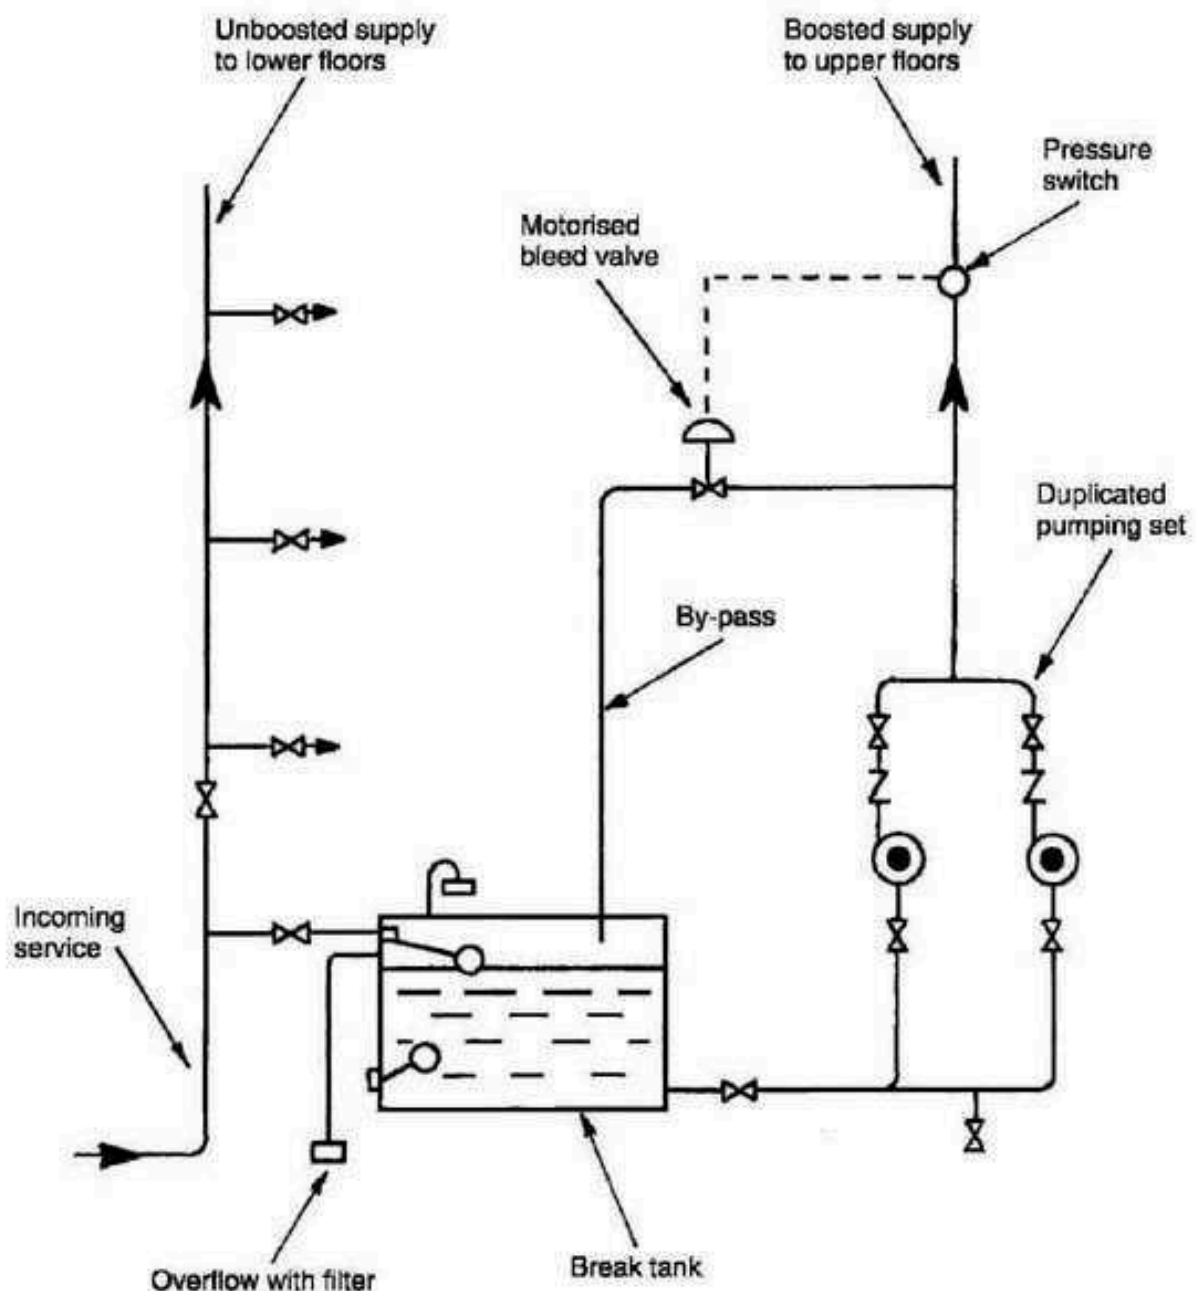 Unboosted supply
to lower floors
Boosted supply
to upper floors
Pressure
switch
Motorised
bleed valve
Duplicated
pumping set
By-pass
Incoming
service
Overflow with filter
Break tank